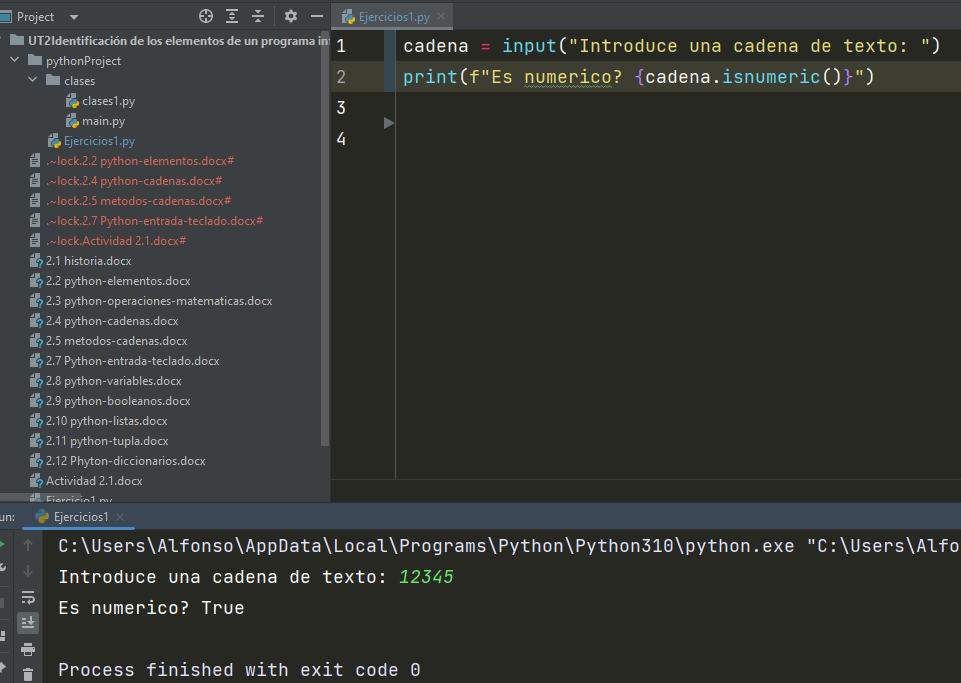 Project
Ejercicios1.py
UT2Identificación de los elementos de un programa in
pythonProject
clases
clases1.py
main.py
Ejercicios1.py
.~lock.2.2 python-elementos.docx#
.~lock.2.4 python-cadenas.docx#
.~lock.2.5 metodos-cadenas.docx#
.~lock.2.7 Python-entrada-teclado.docx#
.~lock.Actividad 2.1.docx#
2.1 historia.docx
2.2 python-elementos.docx
2.3 python-operaciones-matematicas.docx
2.4 python-cadenas.docx
2.5 metodos-cadenas.docx
2.7 Python-entrada-teclado.docx
2.8 python-variables.docx
2.9 python-booleanos.docx
2.10 python-listas.docx
2.11 python-tupla.docx
2.12 Phyton-diccionarios.docx
Actividad 2.1.docx
Ejercicio1.py
1 cadena = input("Introduce una cadena de texto: ")
2 print(f"Es numerico? {cadena.isnumeric()}")
3
4
un: Ejercicios1
C:\Users\Alfonso\AppData\Local\Programs\Python\Python310\python.exe "C:\Users\Alfo
Introduce una cadena de texto: 12345
Es numerico? True
Process finished with exit code 0